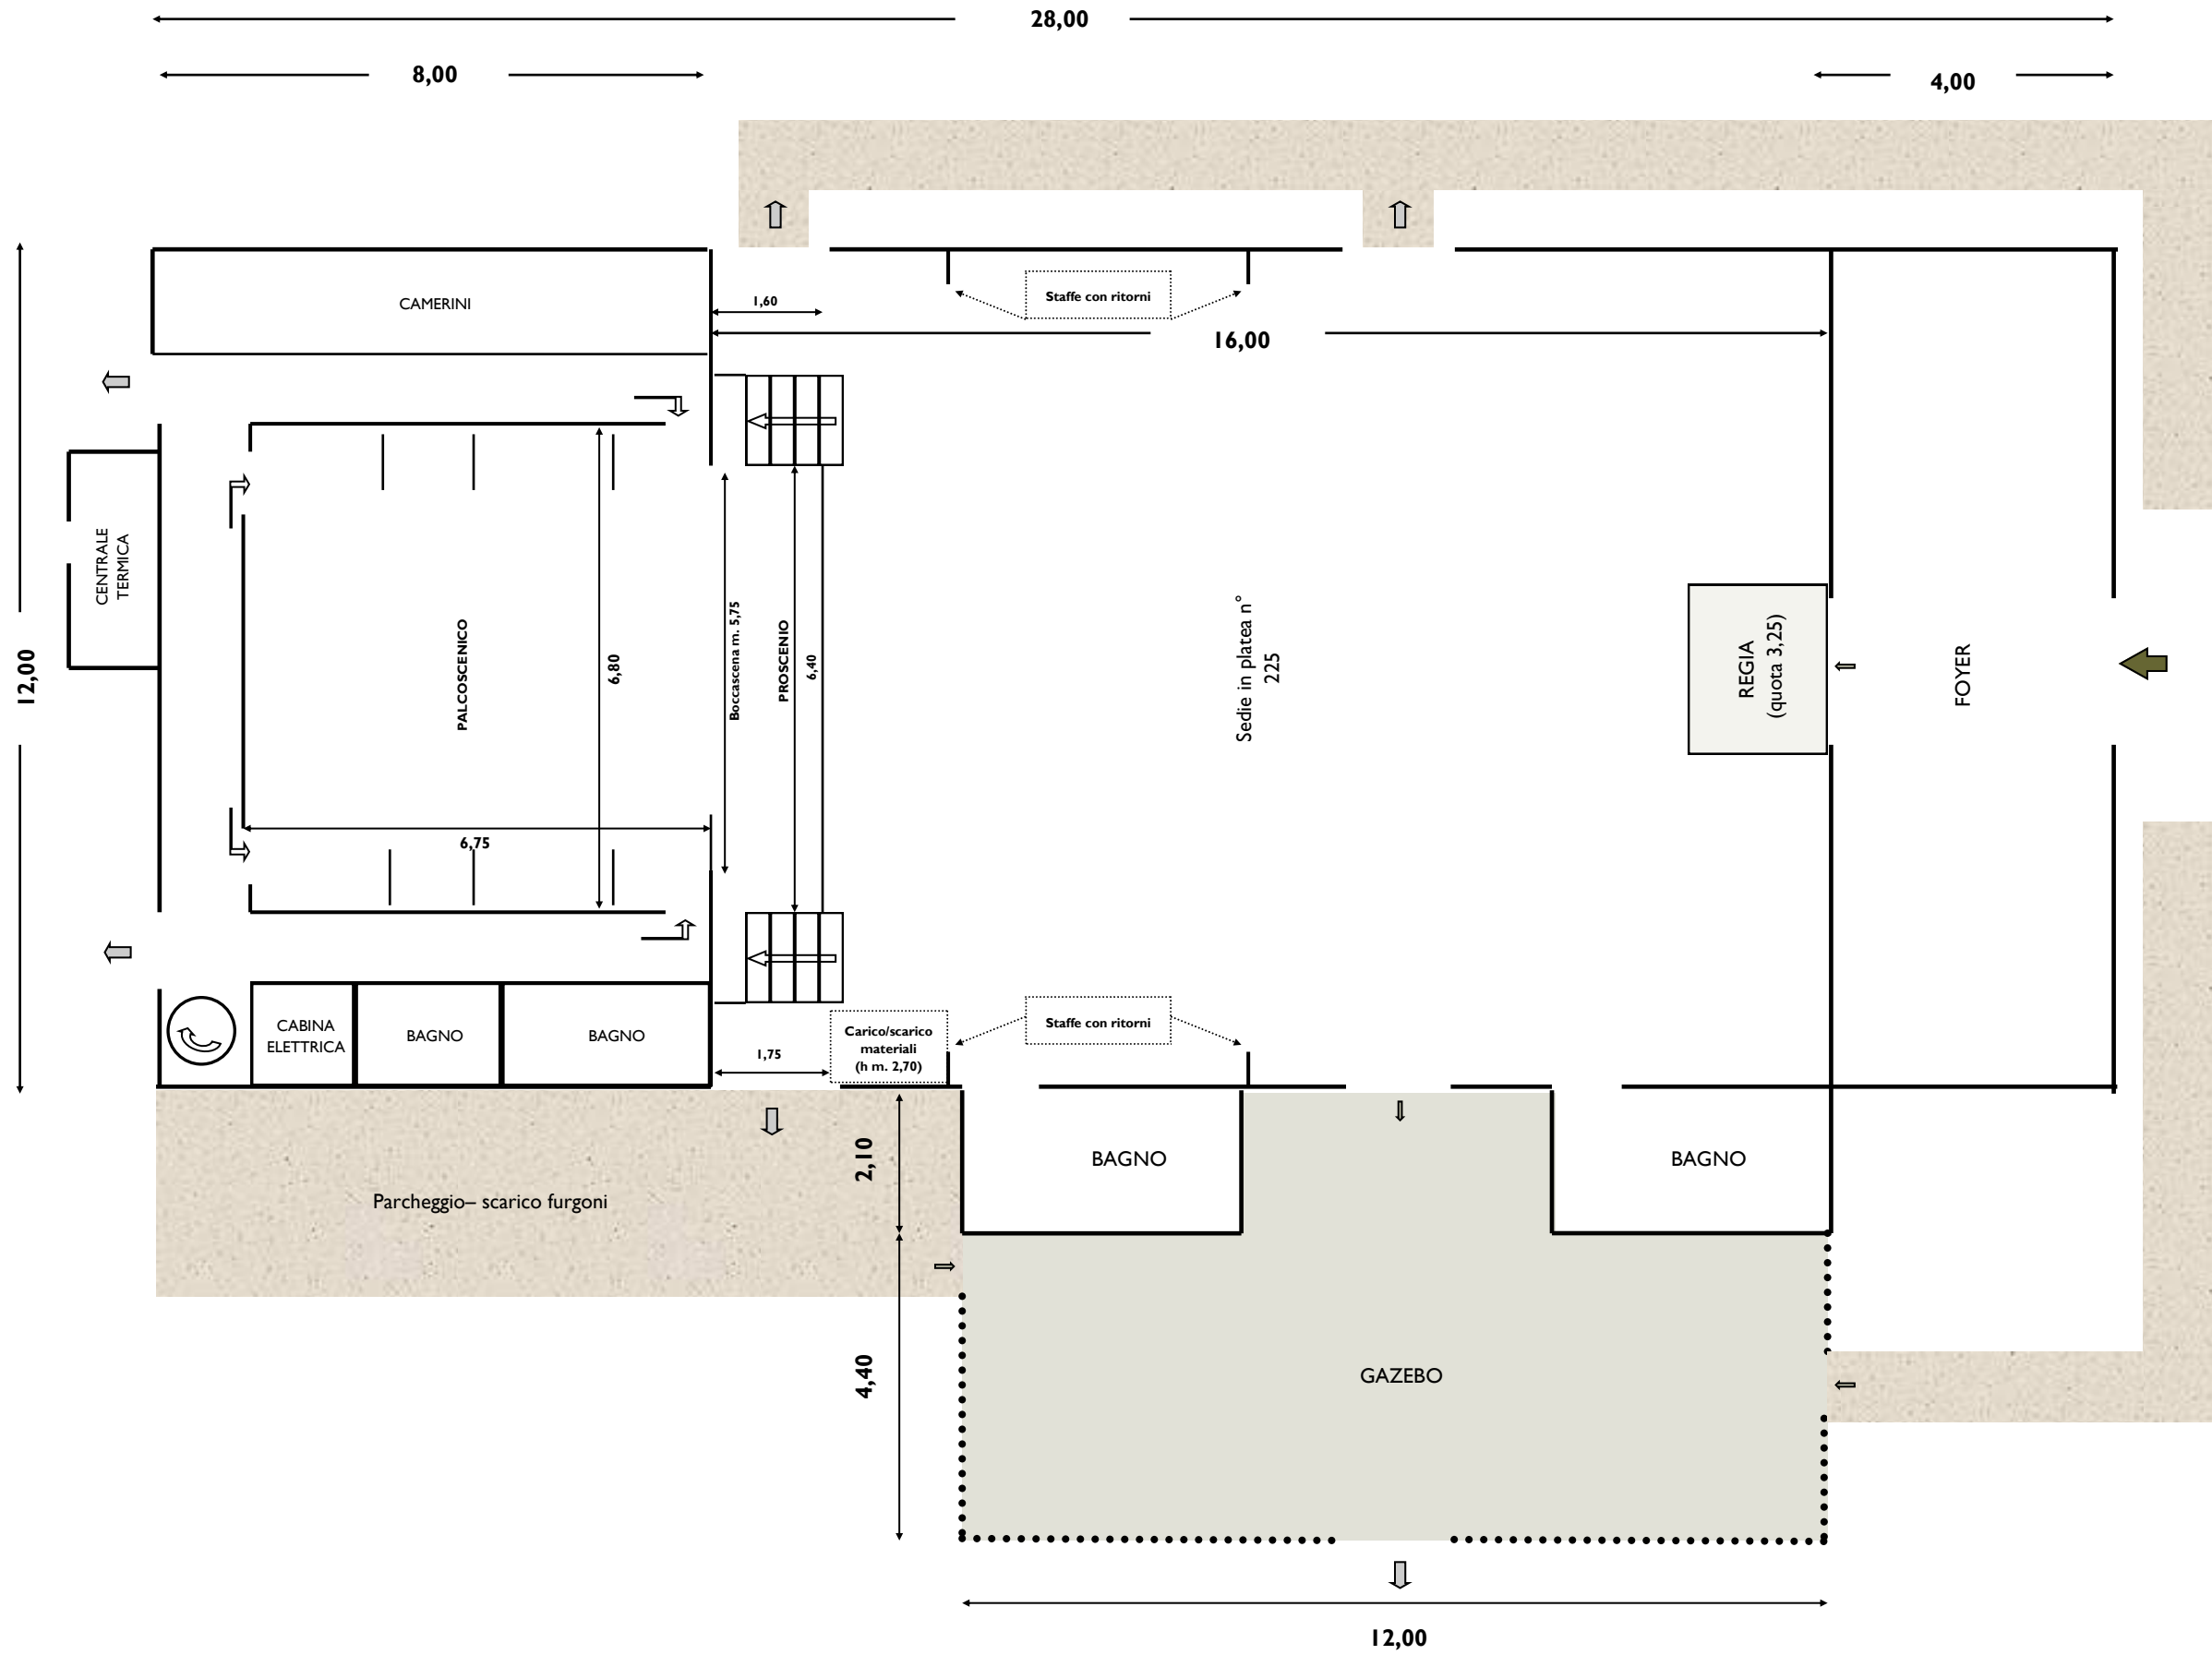 28,00
8,00
4,00
CAMERINI
1,60
Staffe con ritorni
16,00
CENTRALE
TERMICA
12,00
PALCOSCENICO
6,80
Boccascena m. 5,75
PROSCENIO
6,40
Sedie in platea n°
225
REGIA
(quota 3,25)
FOYER
6,75
CABINA
ELETTRICA
BAGNO
BAGNO
1,75
Carico/scarico
materiali
(h m. 2,70)
Staffe con ritorni
2,10
BAGNO
BAGNO
Parcheggio– scarico furgoni
4,40
GAZEBO
12,00